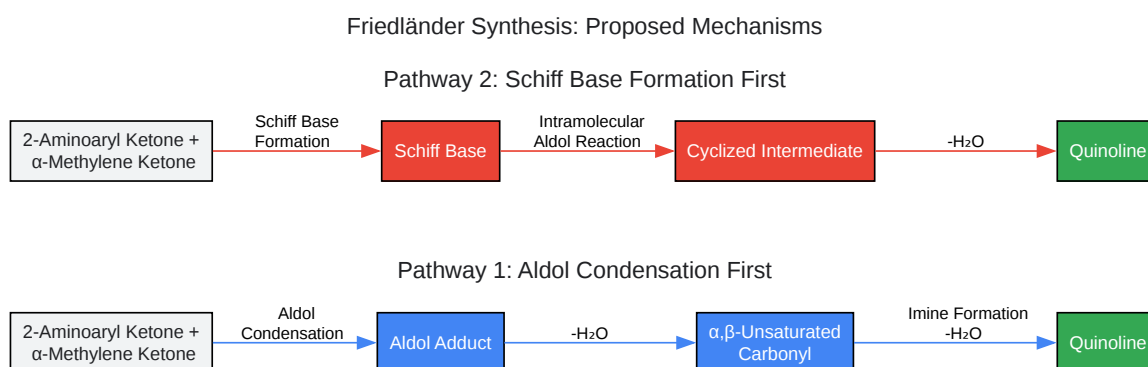 Friedländer Synthesis: Proposed Mechanisms
Pathway 2: Schiff Base Formation First
2-Aminoaryl Ketone +
α-Methylene Ketone
Schiff Base
Formation
Schiff Base
Intramolecular
Aldol Reaction
Cyclized Intermediate
-H₂O
Quinoline
Pathway 1: Aldol Condensation First
2-Aminoaryl Ketone +
α-Methylene Ketone
Aldol
Condensation
Aldol Adduct
-H₂O
α,β-Unsaturated
Carbonyl
Imine Formation
-H₂O
Quinoline